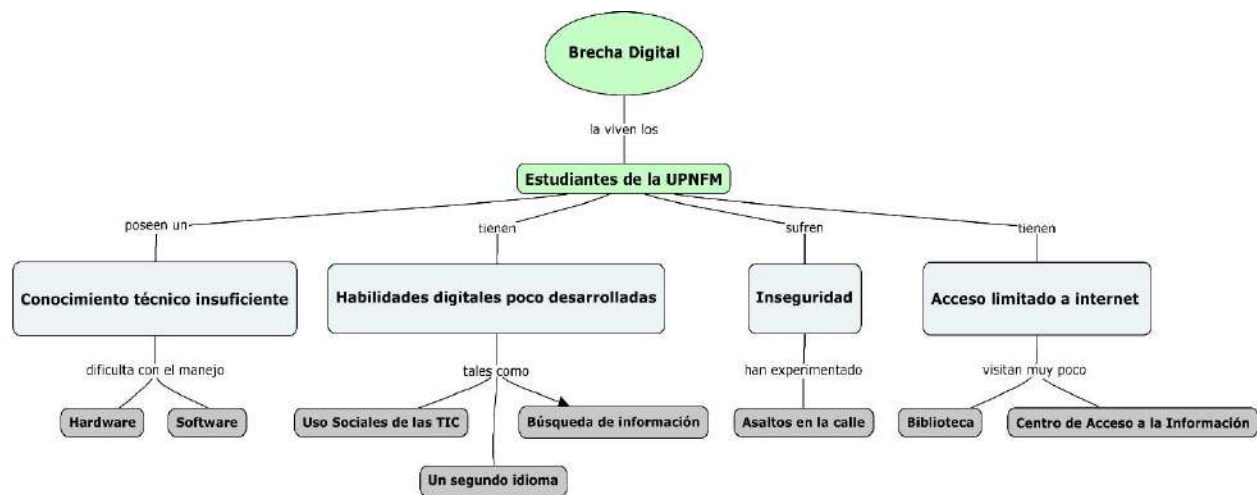 Brecha Digital
la viven los
Estudiantes de la UPNFM
poseen un
tienen
sufren
tienen
Conocimiento técnico insuficiente
Habilidades digitales poco desarrolladas
Inseguridad
Acceso limitado a internet
dificulta con el manejo
tales como
han experimentado
visitan muy poco
Hardware
Software
Uso Sociales de las TIC
Búsqueda de información
Asaltos en la calle
Biblioteca
Centro de Acceso a la Información
Un segundo idioma